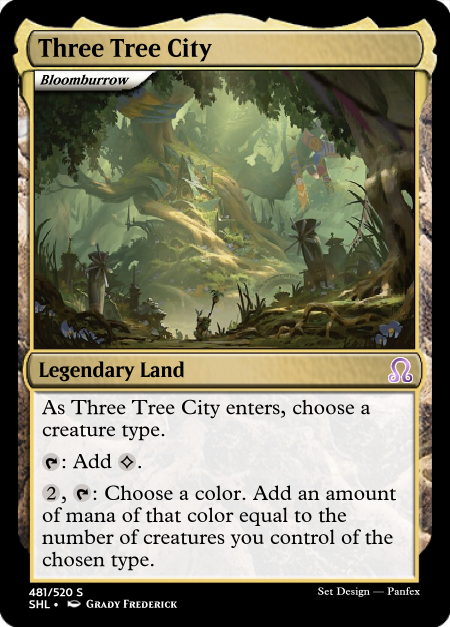 Three Tree City
Bloomburrow
Legendary Land
As Three Tree City enters, choose a
creature type.
: Add .
2, : Choose a color. Add an amount
of mana of that color equal to the
number of creatures you control of the
chosen type.
481/520 S
Set Design — Panfex
SHL • Grady Frederick